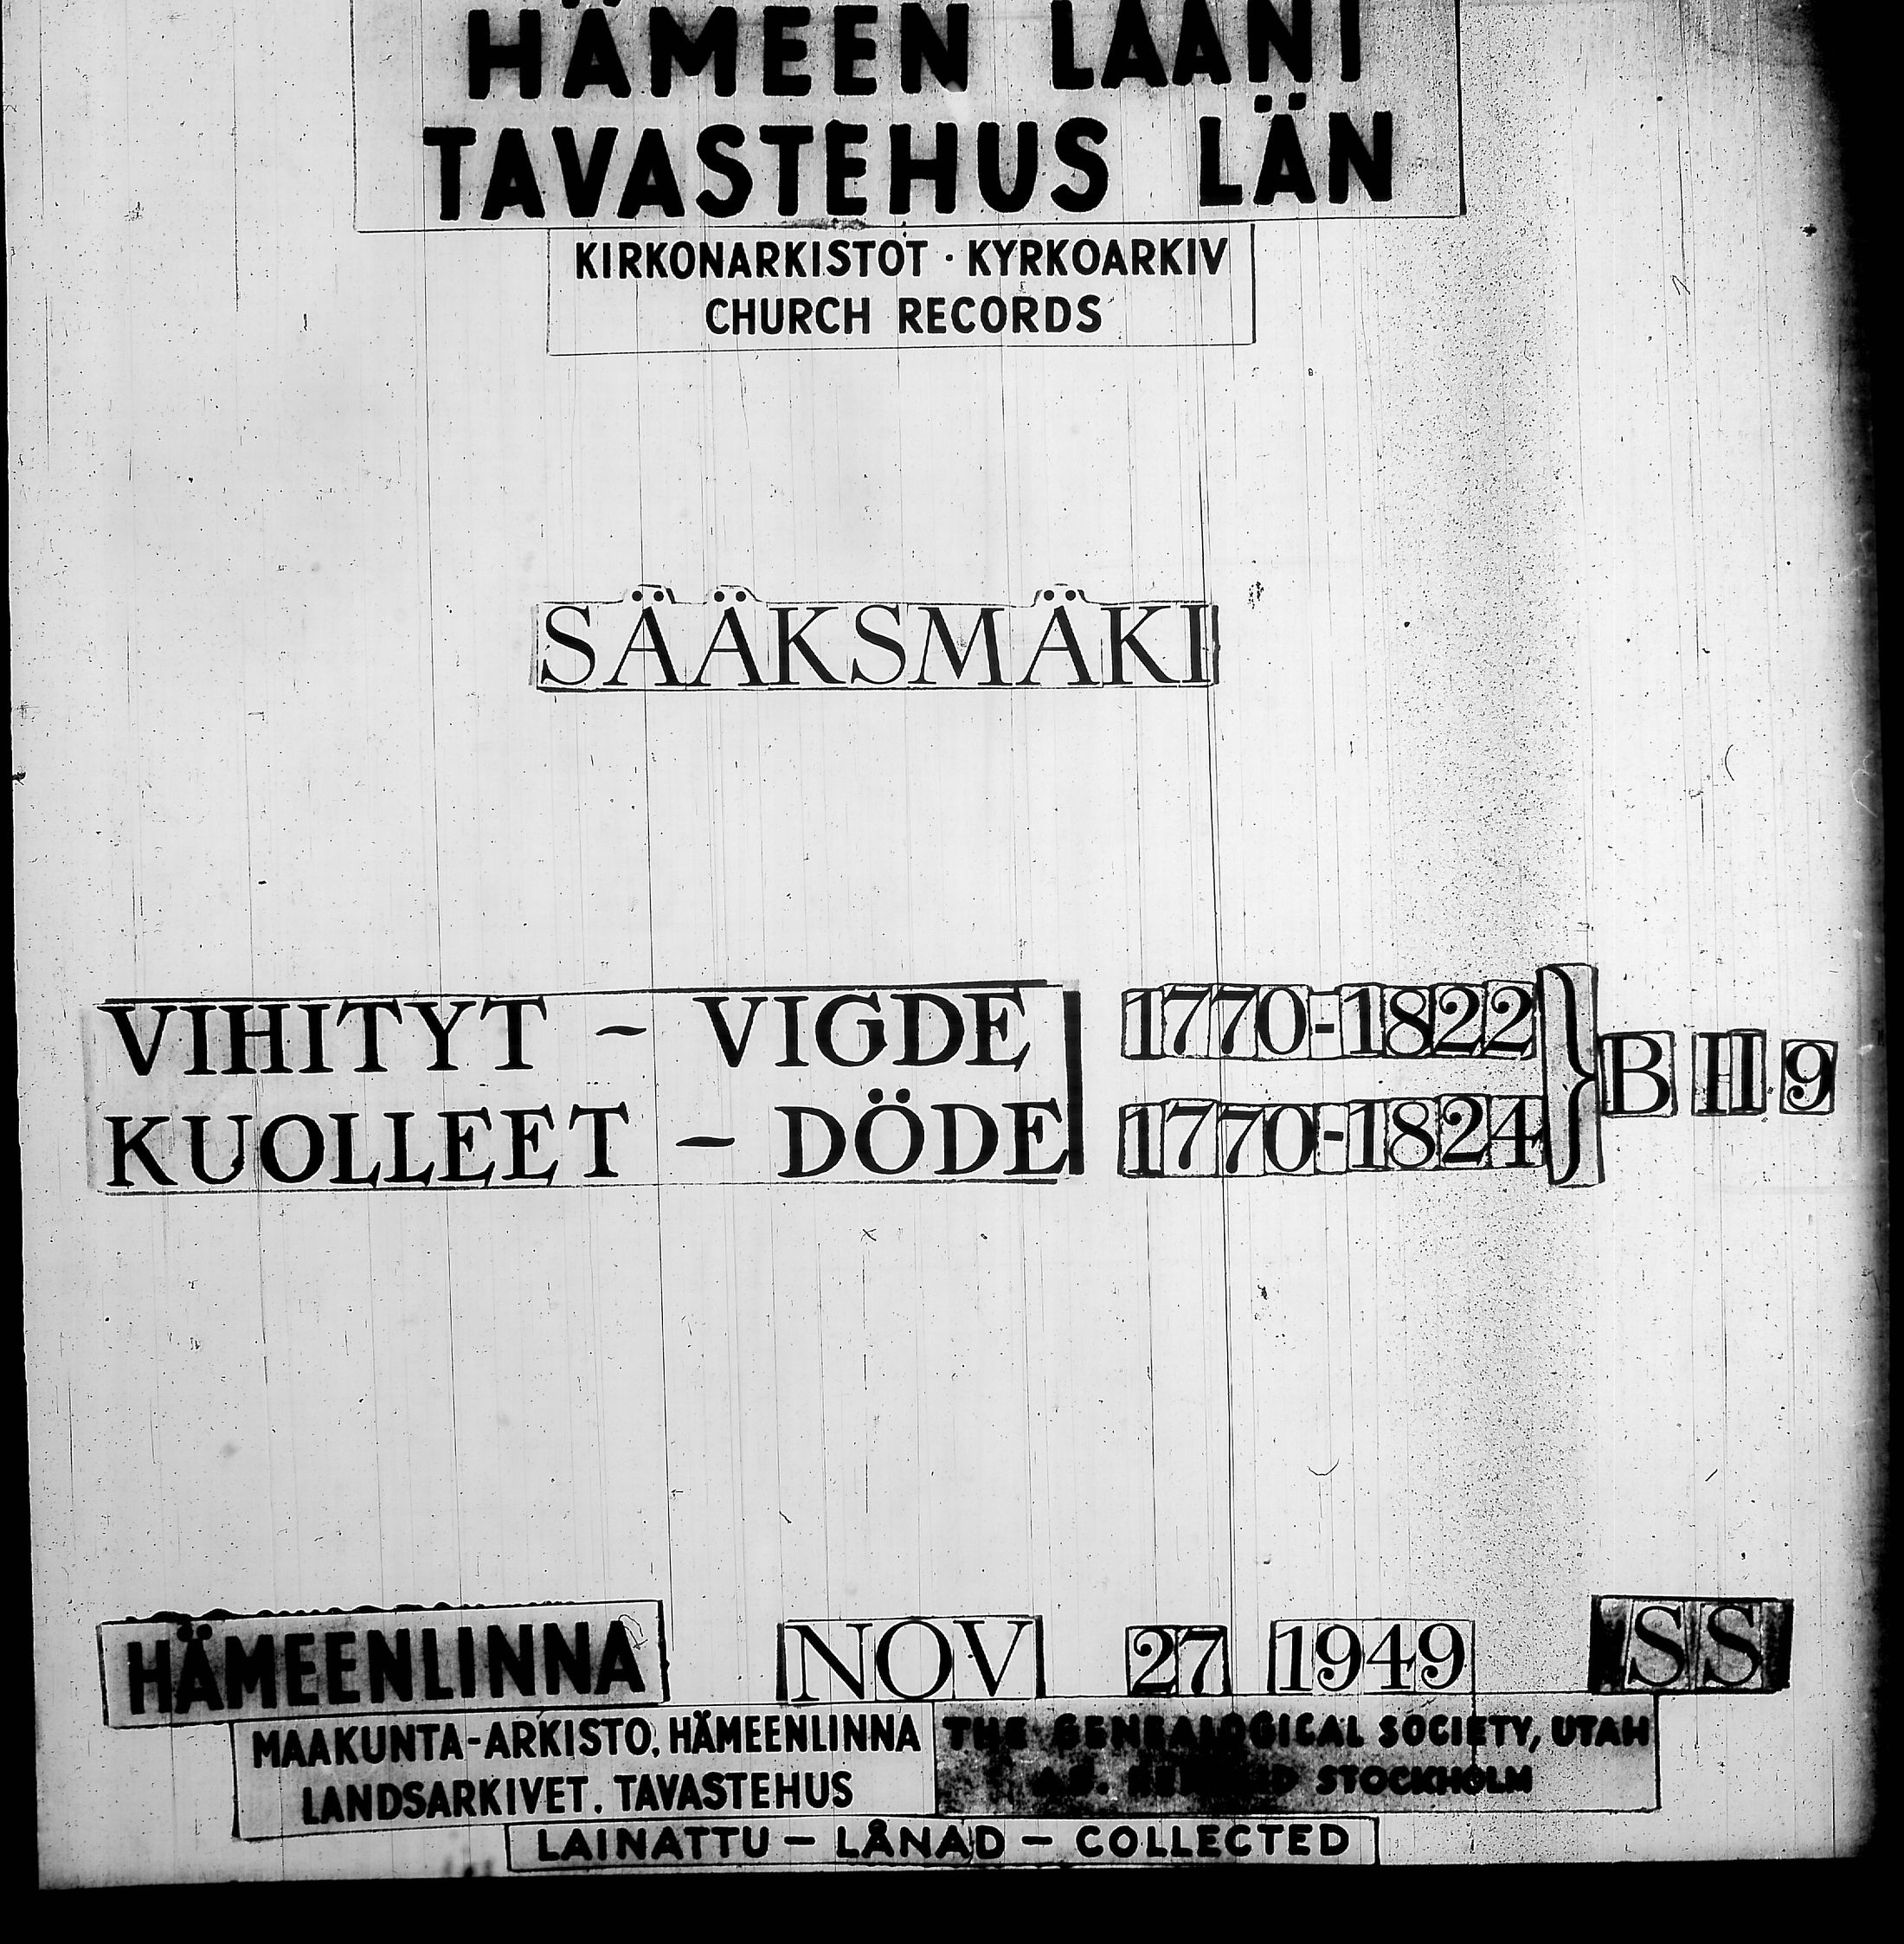 HÄMEEN LÄÄNI
TAVASTEHUS LÄN
KIRKONARKISTOT · KYRKOARKIV
CHURCH RECORDS
SÄÄKSMÄKI
VIHITYT - VIGDE 1770-1822
KUOLLEET - DÖDE 1770-1824
} B II 9
HÄMEENLINNA NOV 27 1949 SS
MAAKUNTA-ARKISTO, HÄMEENLINNA
LANDSARKIVET, TAVASTEHUS
THE GENEALOGICAL SOCIETY, UTAH
STOCKHOLM
LAINATTU - LÅNAD - COLLECTED